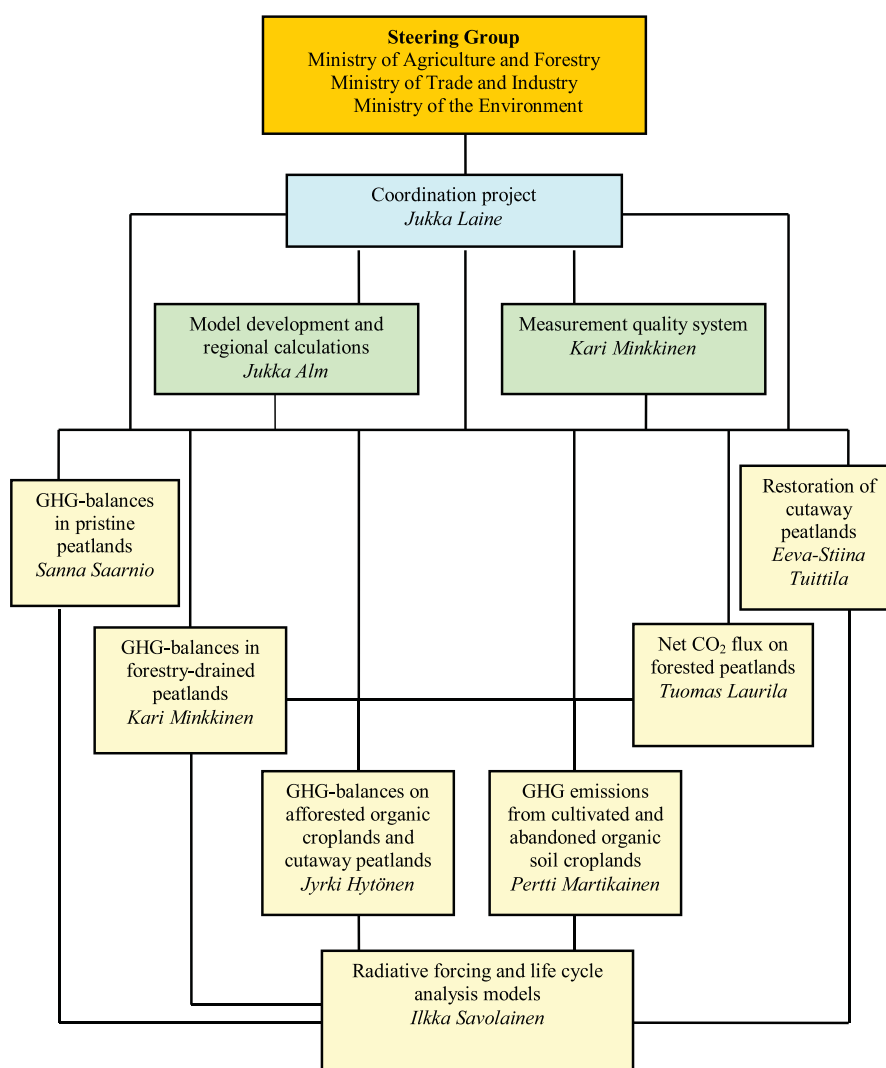 Steering Group
Ministry of Agriculture and Forestry
Ministry of Trade and Industry
Ministry of the Environment
Coordination project
Jukka Laine
Model development and
regional calculations
Jukka Alm
Measurement quality system
Kari Minkkinen
GHG-balances
in pristine
peatlands
Sanna Saarnio
Restoration of
cutaway
peatlands
Eeva-Stiina
Tuittila
GHG-balances in
forestry-drained
peatlands
Kari Minkkinen
Net CO₂ flux on
forested peatlands
Tuomas Laurila
GHG-balances on
afforested organic
croplands and
cutaway peatlands
Jyrki Hytönen
GHG emissions
from cultivated and
abandoned organic
soil croplands
Pertti Martikainen
Radiative forcing and life cycle
analysis models
Ilkka Savolainen